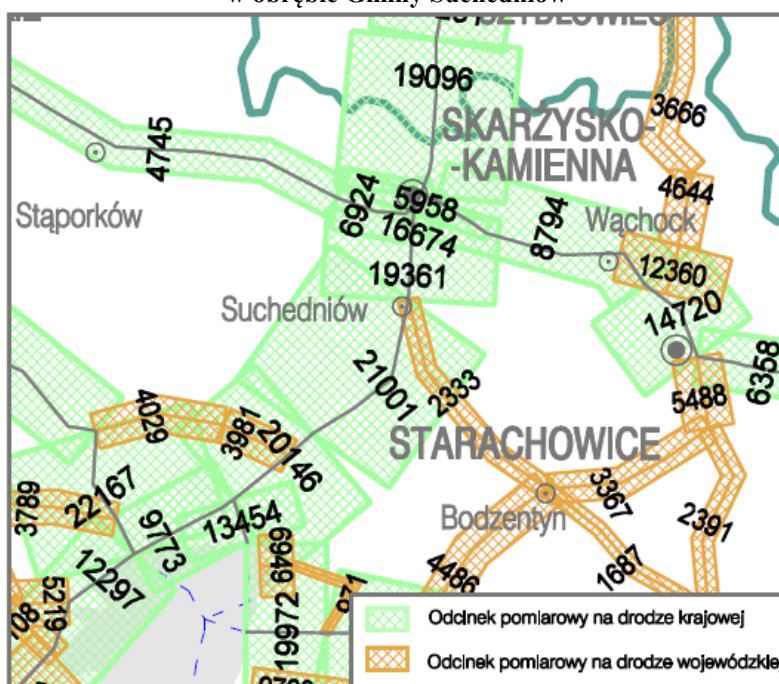 w obrębie Gminy Suchedniów
SZYDŁOWIEC
19096
3666
SKARŻYSKO-
-KAMIENNA
4745
4644
6924
5958
8794
Wąchock
Stąporków
16674
12360
19361
14720
Suchedniów
6358
21001
2333
5488
4029
3981
20146
STARACHOWICE
3367
22167
3789
9773
13454
Bodzentyn
2391
12297
6949
4486
1687
5219
19972
Odcinek pomiarowy na drodze krajowej
Odcinek pomiarowy na drodze wojewódzkie